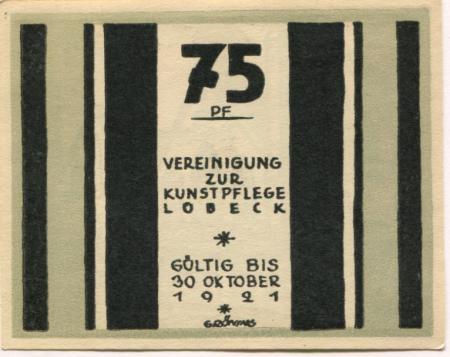 75
PF
VEREINIGUNG
ZUR
KUNSTPFLEGE
LOBECK
*
GÜLTIG BIS
30 OKTOBER
1921
*